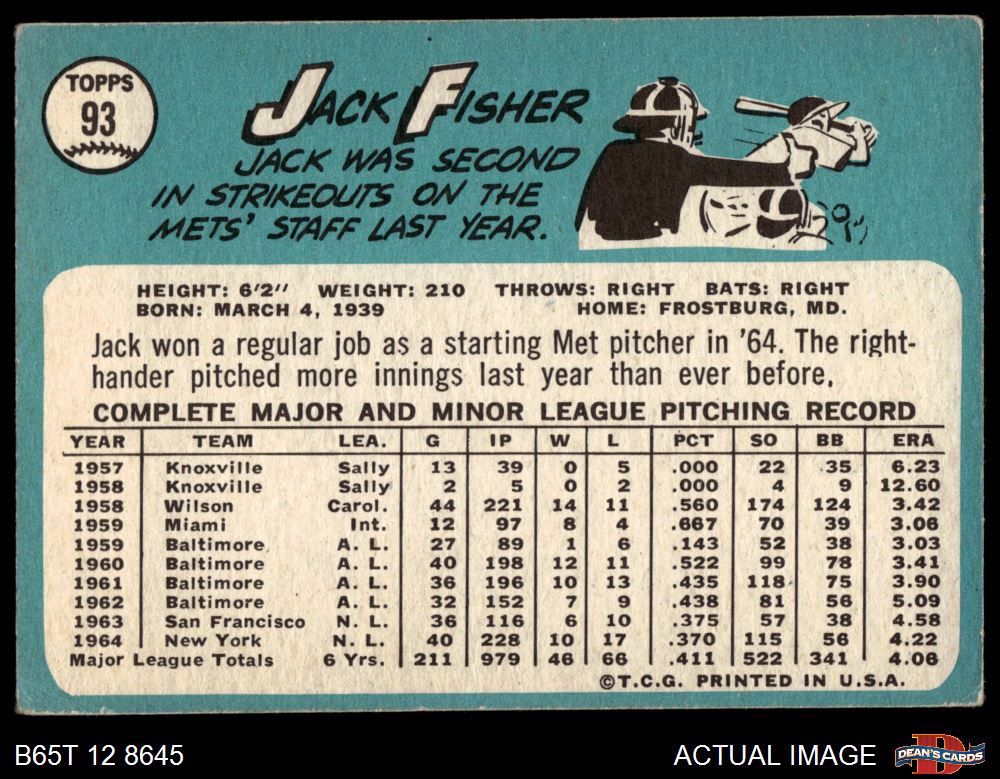 TOPPS
93
JACK FISHER
JACK WAS SECOND
IN STRIKEOUTS ON THE
METS' STAFF LAST YEAR.
HEIGHT: 6'2" WEIGHT: 210 THROWS: RIGHT BATS: RIGHT
BORN: MARCH 4, 1939 HOME: FROSTBURG, MD.
Jack won a regular job as a starting Met pitcher in '64. The right-
hander pitched more innings last year than ever before.
COMPLETE MAJOR AND MINOR LEAGUE PITCHING RECORD
YEAR TEAM LEA. G IP W L PCT SO BB ERA
1957 Knoxville Sally 13 39 0 5 .000 22 35 6.23
1958 Knoxville Sally 2 5 0 2 .000 4 9 12.60
1958 Wilson Carol. 44 221 14 11 .560 174 124 3.42
1959 Miami Int. 12 97 8 4 .667 70 39 3.06
1959 Baltimore A. L. 27 89 1 6 .143 52 38 3.03
1960 Baltimore A. L. 40 198 12 11 .522 99 78 3.41
1961 Baltimore A. L. 36 196 10 13 .435 118 75 3.90
1962 Baltimore A. L. 32 152 7 9 .438 81 56 5.09
1963 San Francisco N. L. 36 116 6 10 .375 57 38 4.58
1964 New York N. L. 40 228 10 17 .370 115 56 4.22
Major League Totals 6 Yrs. 211 979 46 66 .411 522 341 4.06
©T.C.G. PRINTED IN U.S.A.
B65T 12 8645 ACTUAL IMAGE
DEAN'S CARDS